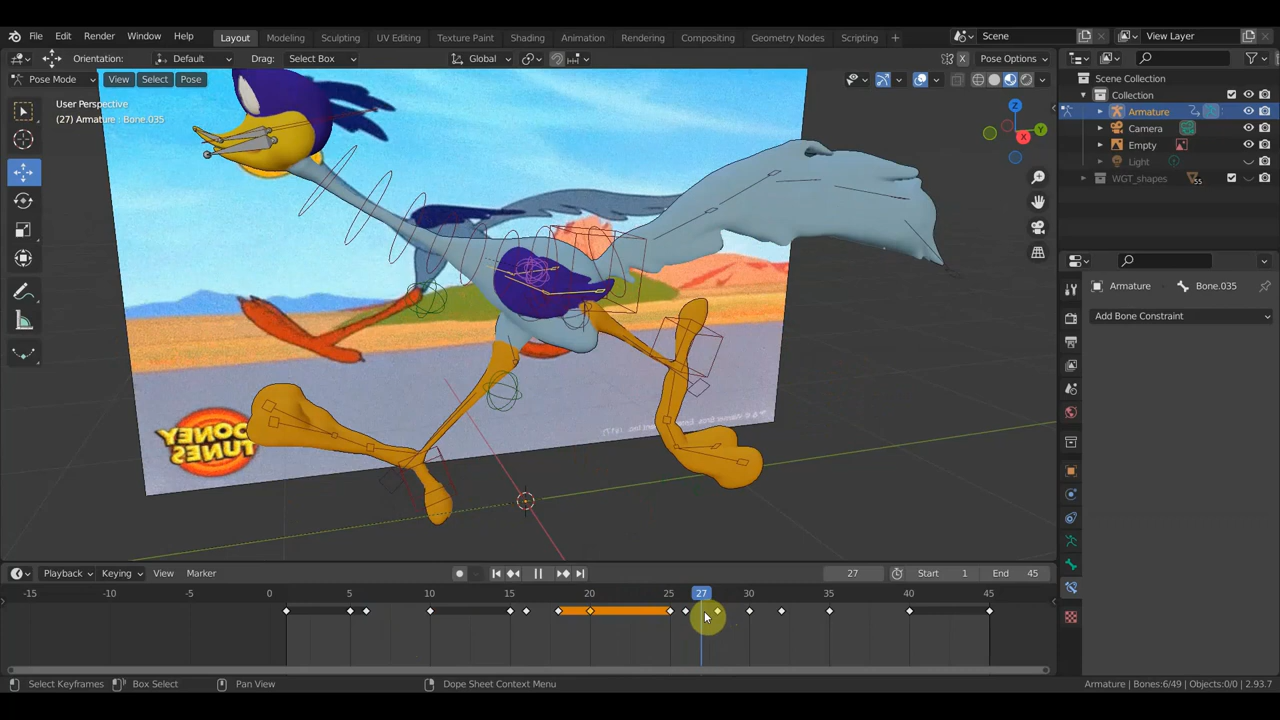 File Edit Render Window Help Layout Modeling Sculpting UV Editing Texture Paint Shading Animation Rendering Compositing Geometry Nodes Scripting + Scene View Layer
Orientation: Default Drag: Select Box Global X Pose Options
Pose Mode View Select Pose
User Perspective
(27) Armature : Bone.035
Scene Collection
Collection
Armature
Camera
Empty
Light
WGT_shapes 55
Z
Y
X
Armature Bone.035
Add Bone Constraint
LOONEY
TUNES
Playback Keying View Marker 27 Start 1 End 45
-15 -10 -5 0 5 10 15 20 25 27 30 35 40 45
Select Keyframes Box Select Pan View Dope Sheet Context Menu Armature | Bones:6/49 | Objects:0/0 | 2.93.7